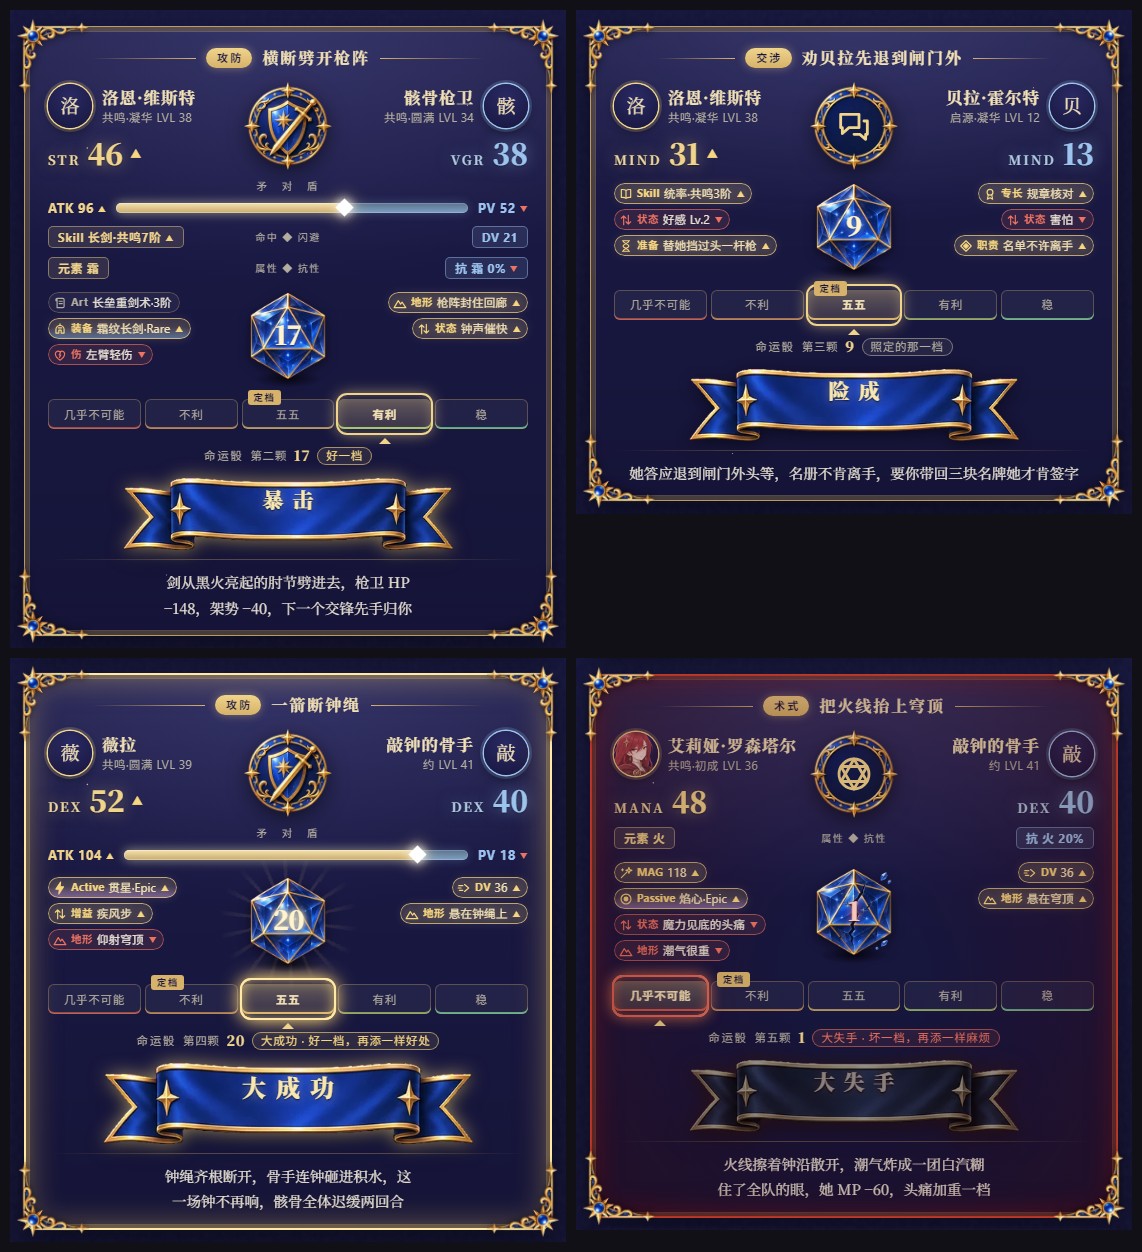 攻防 横断劈开枪阵
洛 洛恩·维斯特 骸骨枪卫 骸
共鸣·凝华 LVL 38 共鸣·圆满 LVL 34
STR 46 VGR 38
矛 对 盾
ATK 96 PV 52
Skill 长剑·共鸣7阶 命中 ◆ 闪避 DV 21
元素 霜 属性 ◆ 抗性 抗 霜 0%
Art 长垒重剑术·3阶 地形 枪阵封住回廊
装备 霜纹长剑·Rare 17 状态 钟声催快
伤 左臂轻伤
定档
几乎不可能 不利 五五 有利 稳
命运骰 第二颗 17 好一档
暴击
剑从黑火亮起的肘节劈进去，枪卫 HP
−148，架势 −40，下一个交锋先手归你
交涉 劝贝拉先退到闸门外
洛 洛恩·维斯特 贝拉·霍尔特 贝
共鸣·凝华 LVL 38 启源·凝华 LVL 12
MIND 31 MIND 13
Skill 统率·共鸣3阶 专长 规章核对
状态 好感 Lv.2 9 状态 害怕
准备 替她挡过头一杆枪 职责 名单不许离手
定档
几乎不可能 不利 五五 有利 稳
命运骰 第三颗 9 照定的那一档
险成
她答应退到闸门外头等，名册不肯离手，要你带回三块名牌她才肯签字
攻防 一箭断钟绳
薇 薇拉 敲钟的骨手 敲
共鸣·圆满 LVL 39 约 LVL 41
DEX 52 DEX 40
矛 对 盾
ATK 104 PV 18
Active 贯星·Epic DV 36
增益 疾风步 20 地形 悬在钟绳上
地形 仰射穹顶
定档
几乎不可能 不利 五五 有利 稳
命运骰 第四颗 20 大成功 · 好一档，再添一样好处
大成功
钟绳齐根断开，骨手连钟砸进积水，这
一场钟不再响，骸骨全体迟缓两回合
术式 把火线抬上穹顶
艾莉娅·罗森塔尔 敲钟的骨手 敲
共鸣·初成 LVL 36 约 LVL 41
MANA 48 DEX 40
元素 火 属性 ◆ 抗性 抗 火 20%
MAG 118 DV 36
Passive 焰心·Epic 1 地形 悬在穹顶
状态 魔力见底的头痛
地形 潮气很重
定档
几乎不可能 不利 五五 有利 稳
命运骰 第五颗 1 大失手 · 坏一档，再添一样麻烦
大失手
火线擦着钟沿散开，潮气炸成一团白汽糊
住了全队的眼，她 MP −60，头痛加重一档